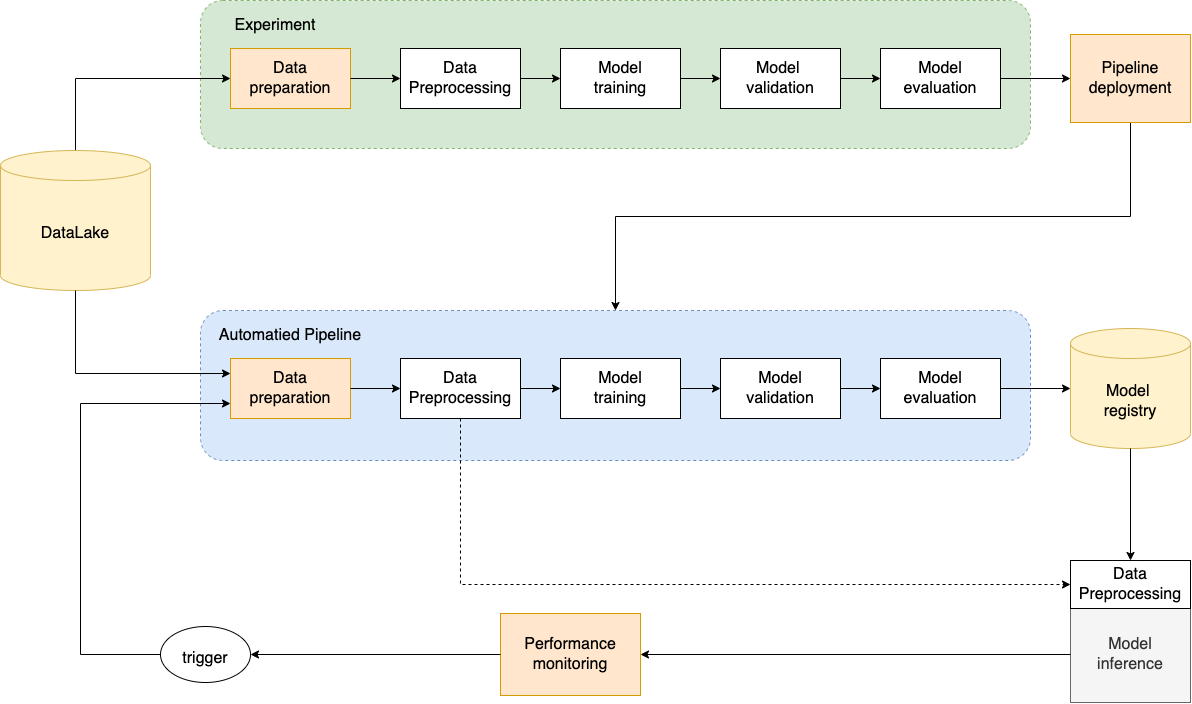 Experiment
Data
preparation
Data
Preprocessing
Model
training
Model
validation
Model
evaluation
Pipeline
deployment
DataLake
Automatied Pipeline
Data
preparation
Data
Preprocessing
Model
training
Model
validation
Model
evaluation
Model
registry
Data
Preprocessing
Model
inference
Performance
monitoring
trigger